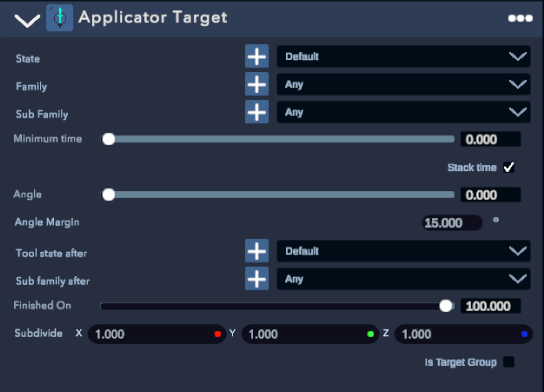 Applicator Target
State Default
Family Any
Sub Family Any
Minimum time 0.000
Stack time
Angle 0.000
Angle Margin 15.000 °
Tool state after Default
Sub family after Any
Finished On 100.000
Subdivide X 1.000 Y 1.000 Z 1.000
Is Target Group